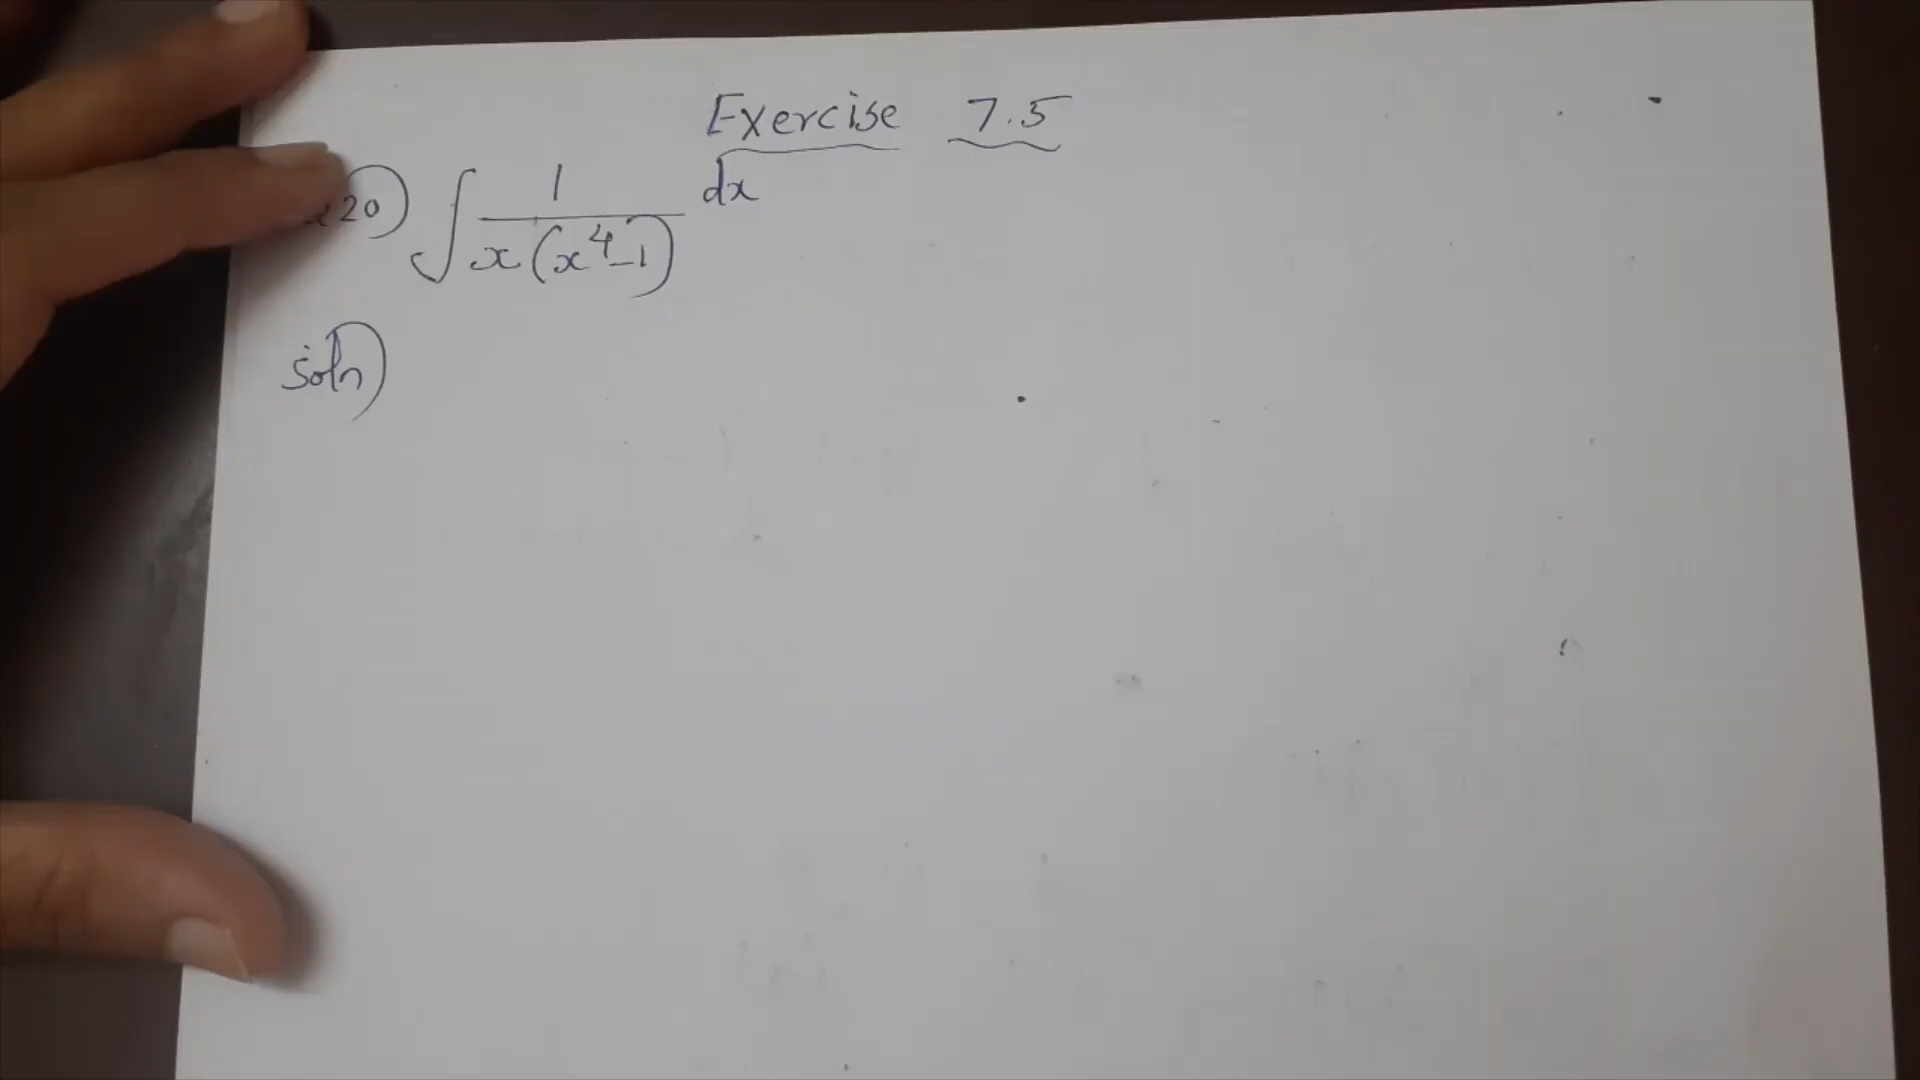 Exercise 7.5
20) ∫ 1/x(x⁴-1) dx
soln)